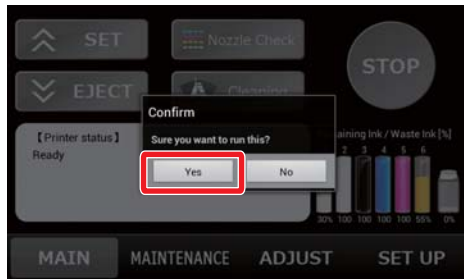 SET
Nozzle Check
STOP
EJECT
Cleaning
Confirm
Sure you want to run this?
Yes
No
【Printer status】
Ready
aining Ink / Waste Ink [%]
2 3 4 5 6
30% 100 100 100 100 55% 0%
MAIN MAINTENANCE ADJUST SET UP